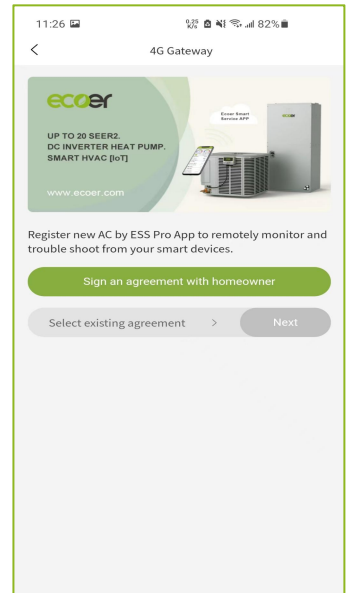 11:26
0.25 K/s 82%
< 4G Gateway
ecoer
Ecoer Smart
Service APP
UP TO 20 SEER2.
DC INVERTER HEAT PUMP.
SMART HVAC [IoT]
www.ecoer.com
Register new AC by ESS Pro App to remotely monitor and
trouble shoot from your smart devices.
Sign an agreement with homeowner
Select existing agreement > Next